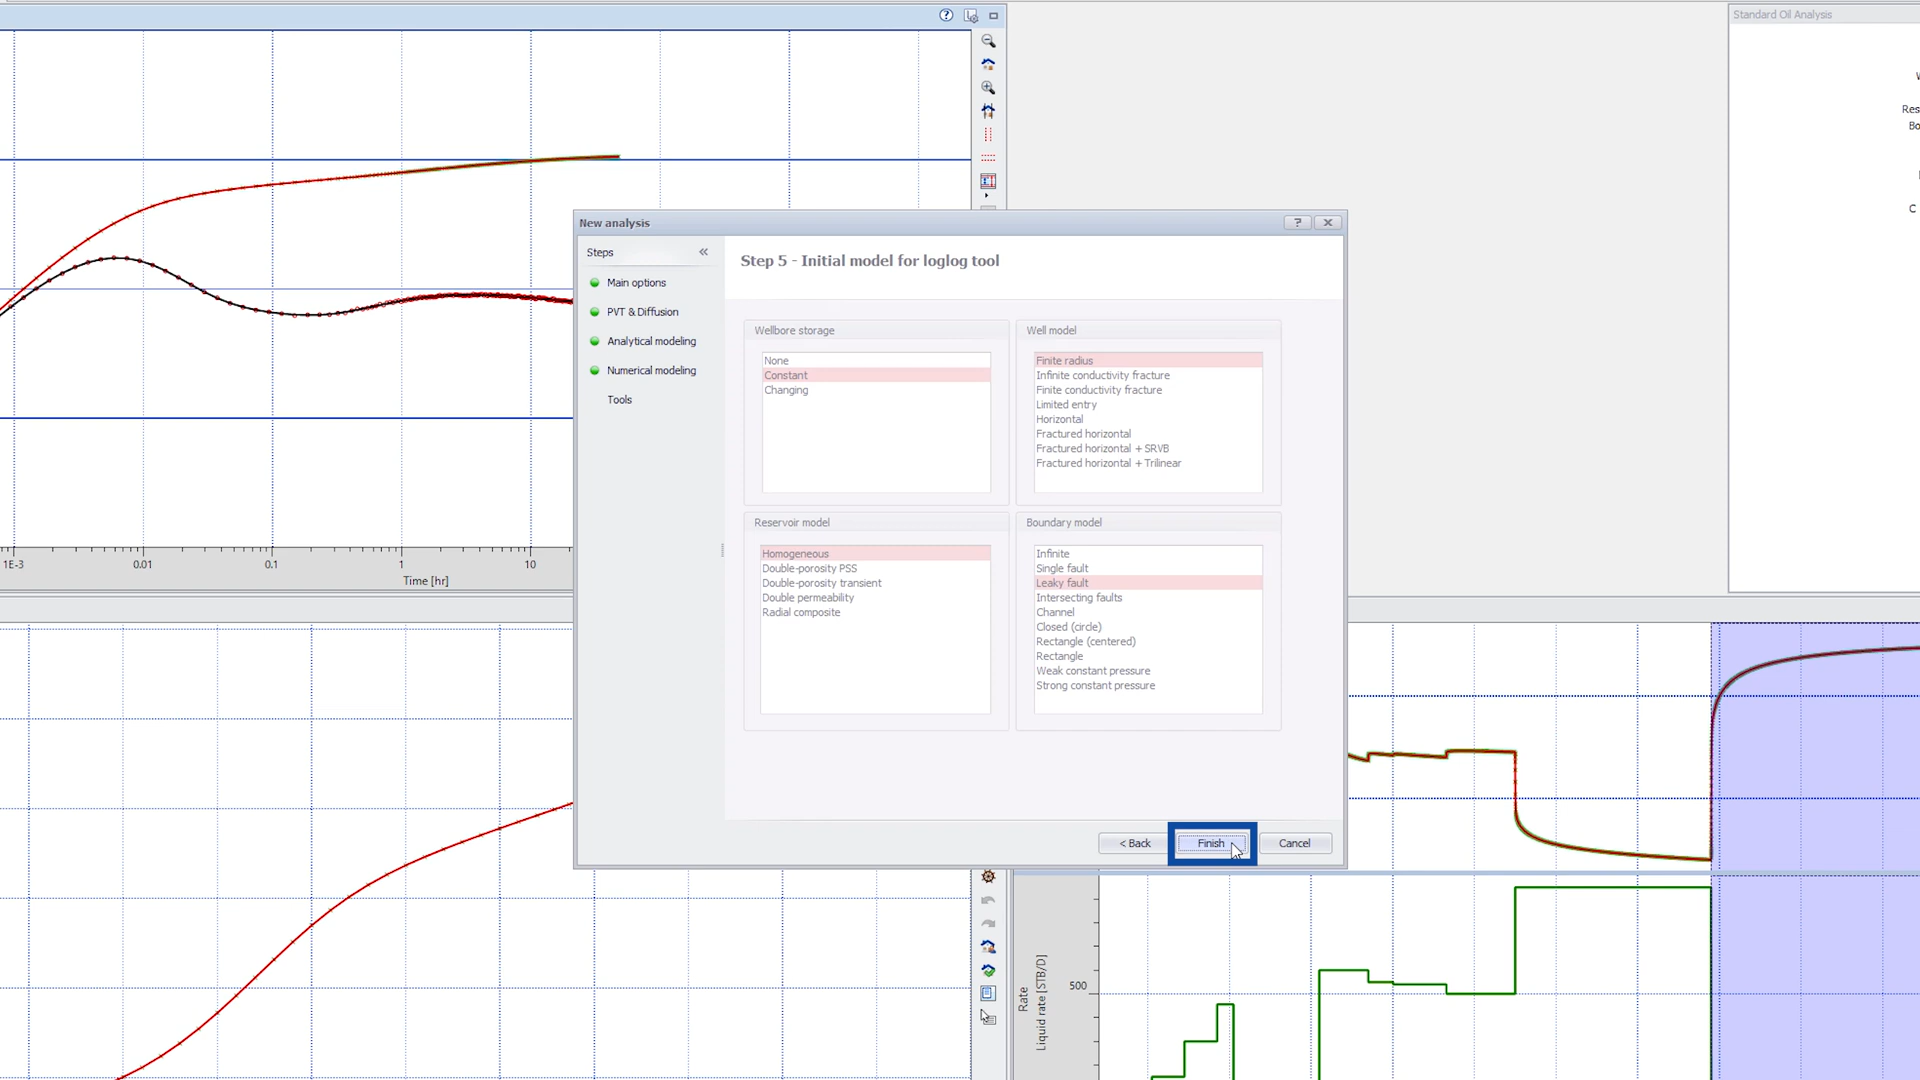 Standard Oil Analysis
Res
Bo
C
New analysis
Steps
Main options
PVT & Diffusion
Analytical modeling
Numerical modeling
Tools
Step 5 - Initial model for loglog tool
Wellbore storage
None
Constant
Changing
Well model
Finite radius
Infinite conductivity fracture
Finite conductivity fracture
Limited entry
Horizontal
Fractured horizontal
Fractured horizontal + SRVB
Fractured horizontal + Trilinear
Reservoir model
Homogeneous
Double-porosity PSS
Double-porosity transient
Double permeability
Radial composite
Boundary model
Infinite
Single fault
Leaky fault
Intersecting faults
Channel
Closed (circle)
Rectangle (centered)
Rectangle
Weak constant pressure
Strong constant pressure
< Back
Finish
Cancel
1E-3
0.01
0.1
1
10
Time [hr]
Rate
Liquid rate [STB/D]
500